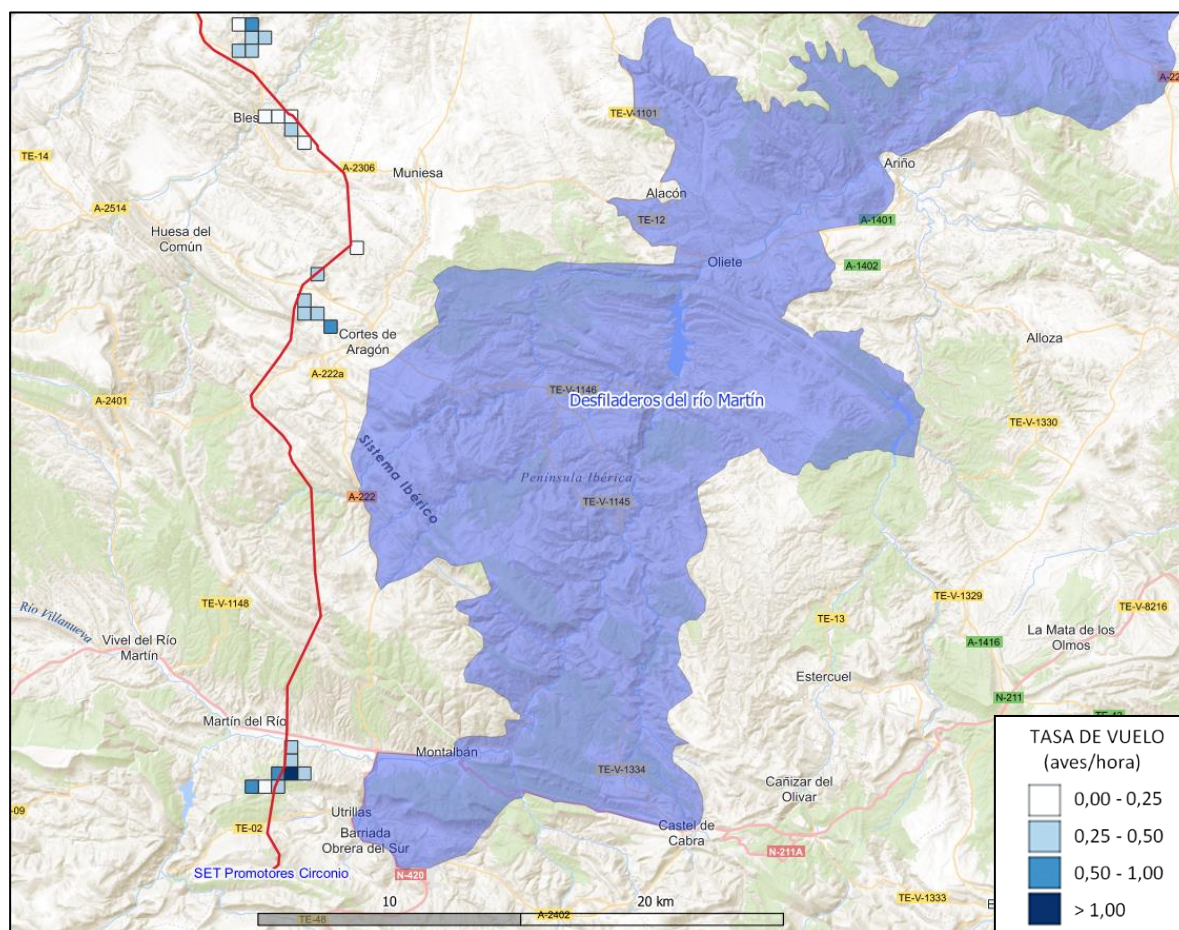 A-22
Bles
TE-V-1101
TE-14
A-2306
Muniesa
Ariño
Alacón
A-2514
TE-12
A-1401
Huesa del
Común
Oliete
A-1402
Cortes de
Aragón
Alloza
A-222a
TE-V-1146
A-2401
Desfiladeros del río Martín
TE-V-1330
Sistema Ibérico
Península Ibérica
A-222
TE-V-1145
TE-V-1148
TE-V-1329
TE-V-8216
Río Villanueva
TE-13
Vivel del Río
Martín
La Mata de los
Olmos
A-1416
Estercuel
N-211
Martín del Río
Montalbán
TE-V-1334
Cañizar del
Olivar
-09
Utrillas
TE-02
Castel de
Cabra
Barriada
Obrera del Sur
N-211A
SET Promotores Circonio
N-420
TE-V-1333
10
20 km
TE-48
A-2402
E
TASA DE VUELO
(aves/hora)
0,00 - 0,25
0,25 - 0,50
0,50 - 1,00
> 1,00